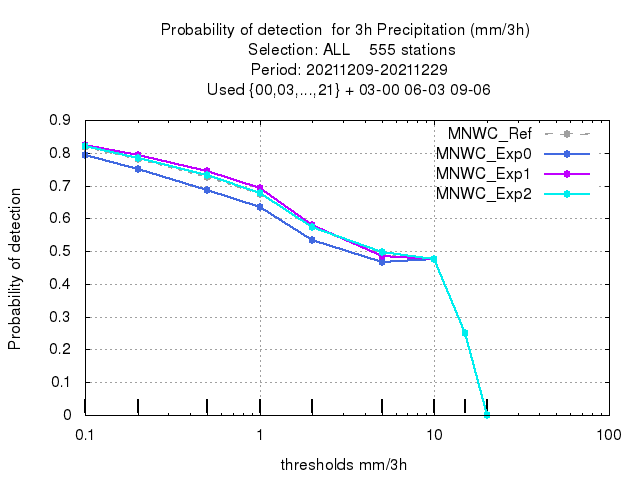 Probability of detection  for 3h Precipitation (mm/3h)
Selection: ALL    555 stations
Period: 20211209-20211229
Used {00,03,...,21} + 03-00 06-03 09-06
MNWC_Ref
MNWC_Exp0
MNWC_Exp1
MNWC_Exp2
Probability of detection
0.9
0.8
0.7
0.6
0.5
0.4
0.3
0.2
0.1
0
0.1 1 10 100
thresholds mm/3h